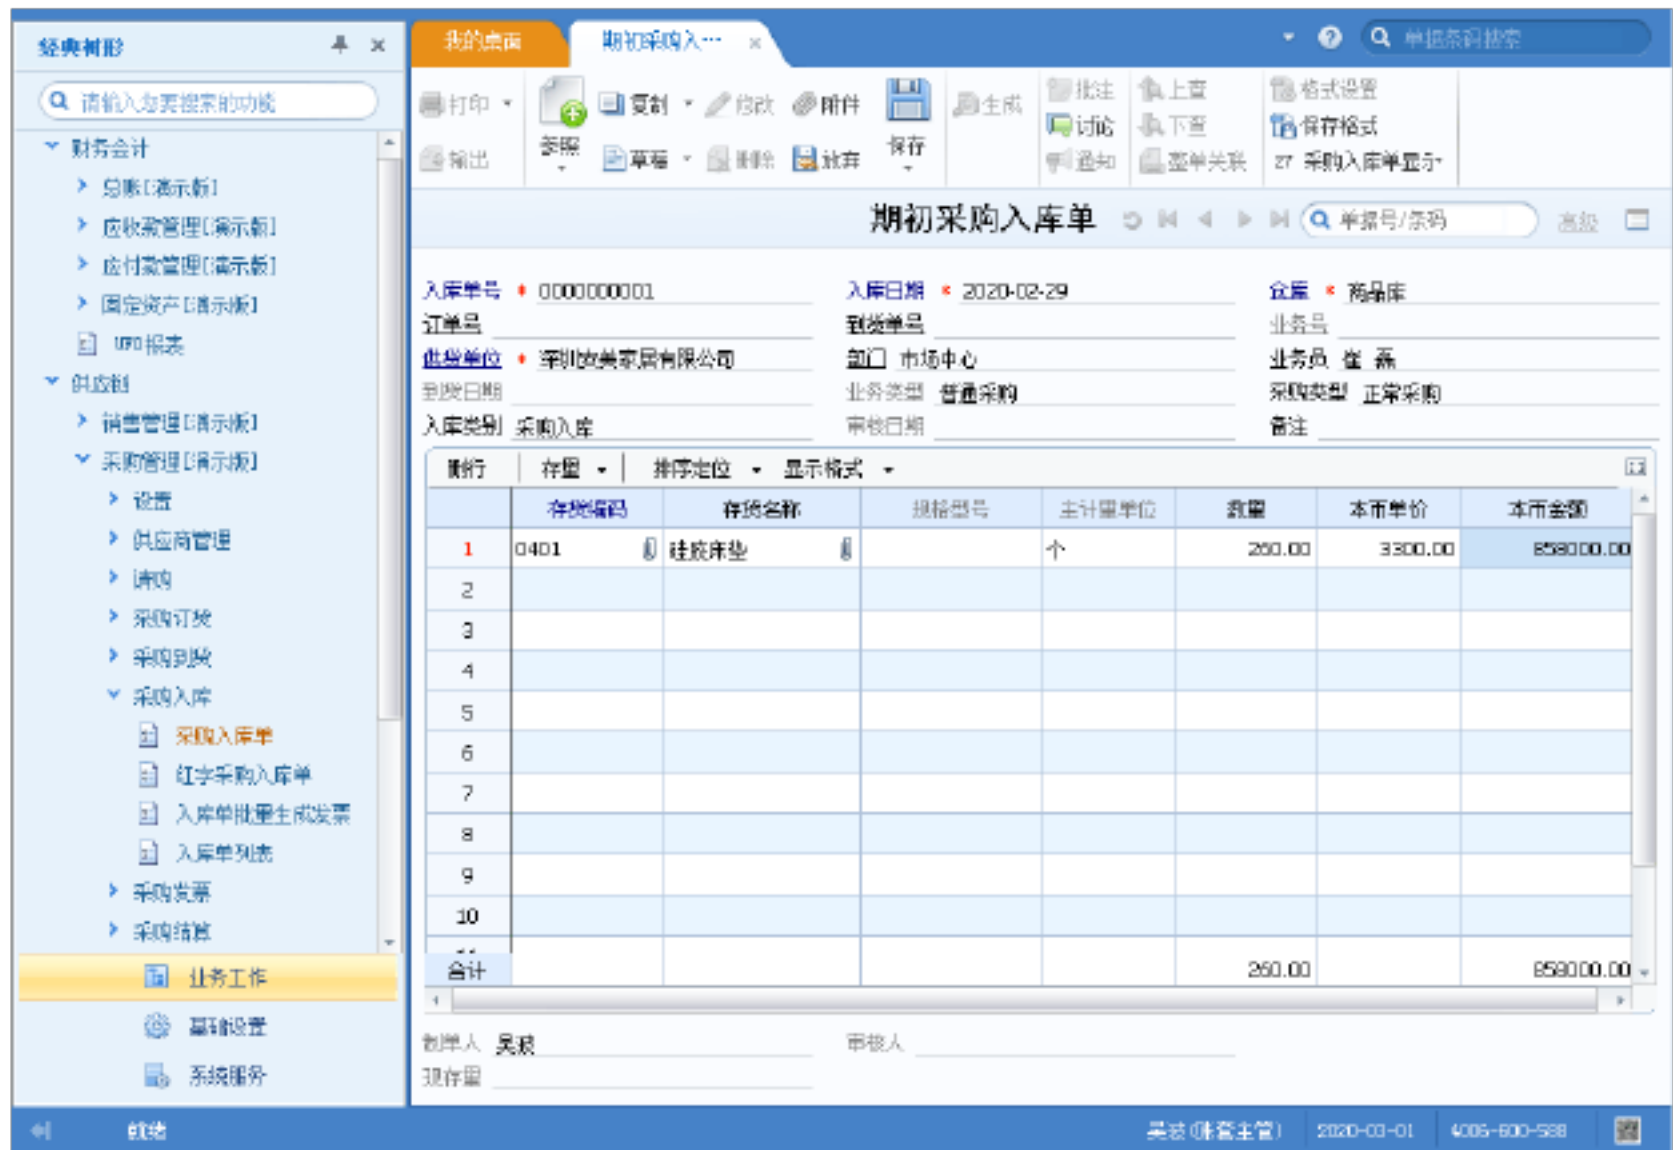 经典树形
我的桌面
期初采购入…
单据条码搜索
请输入您要搜索的功能
财务会计
总账[演示版]
应收款管理[演示版]
应付款管理[演示版]
固定资产[演示版]
UFO报表
供应链
销售管理[演示版]
采购管理[演示版]
设置
供应商管理
请购
采购订货
采购到货
采购入库
采购入库单
红字采购入库单
入库单批量生成发票
入库单列表
采购发票
采购结算
业务工作
基础设置
系统服务
打印 参照 复制 修改 附件 保存 生成 批注 上查 格式设置
讨论 下查 保存格式
输出 草稿 删除 放弃 通知 整单关联 27 采购入库单显示
期初采购入库单 单据号/条码 高级
入库单号 * 0000000001 入库日期 * 2020-02-29 仓库 * 商品库
订单号 到货单号 业务号
供货单位 * 深圳 家居有限公司 部门 市场中心 业务员 崔磊
到货日期 业务类型 普通采购 采购类型 正常采购
入库类别 采购入库 审核日期 备注
删行 存量 排序定位 显示格式
存货编码 存货名称 规格型号 主计量单位 数量 本币单价 本币金额
1 0401 硅胶床垫 个 260.00 3300.00 858000.00
2
3
4
5
6
7
8
9
10
合计 260.00 858000.00
制单人 吴波 审核人
现存量
就绪 吴波(账套主管) 2020-03-01 4006-600-588